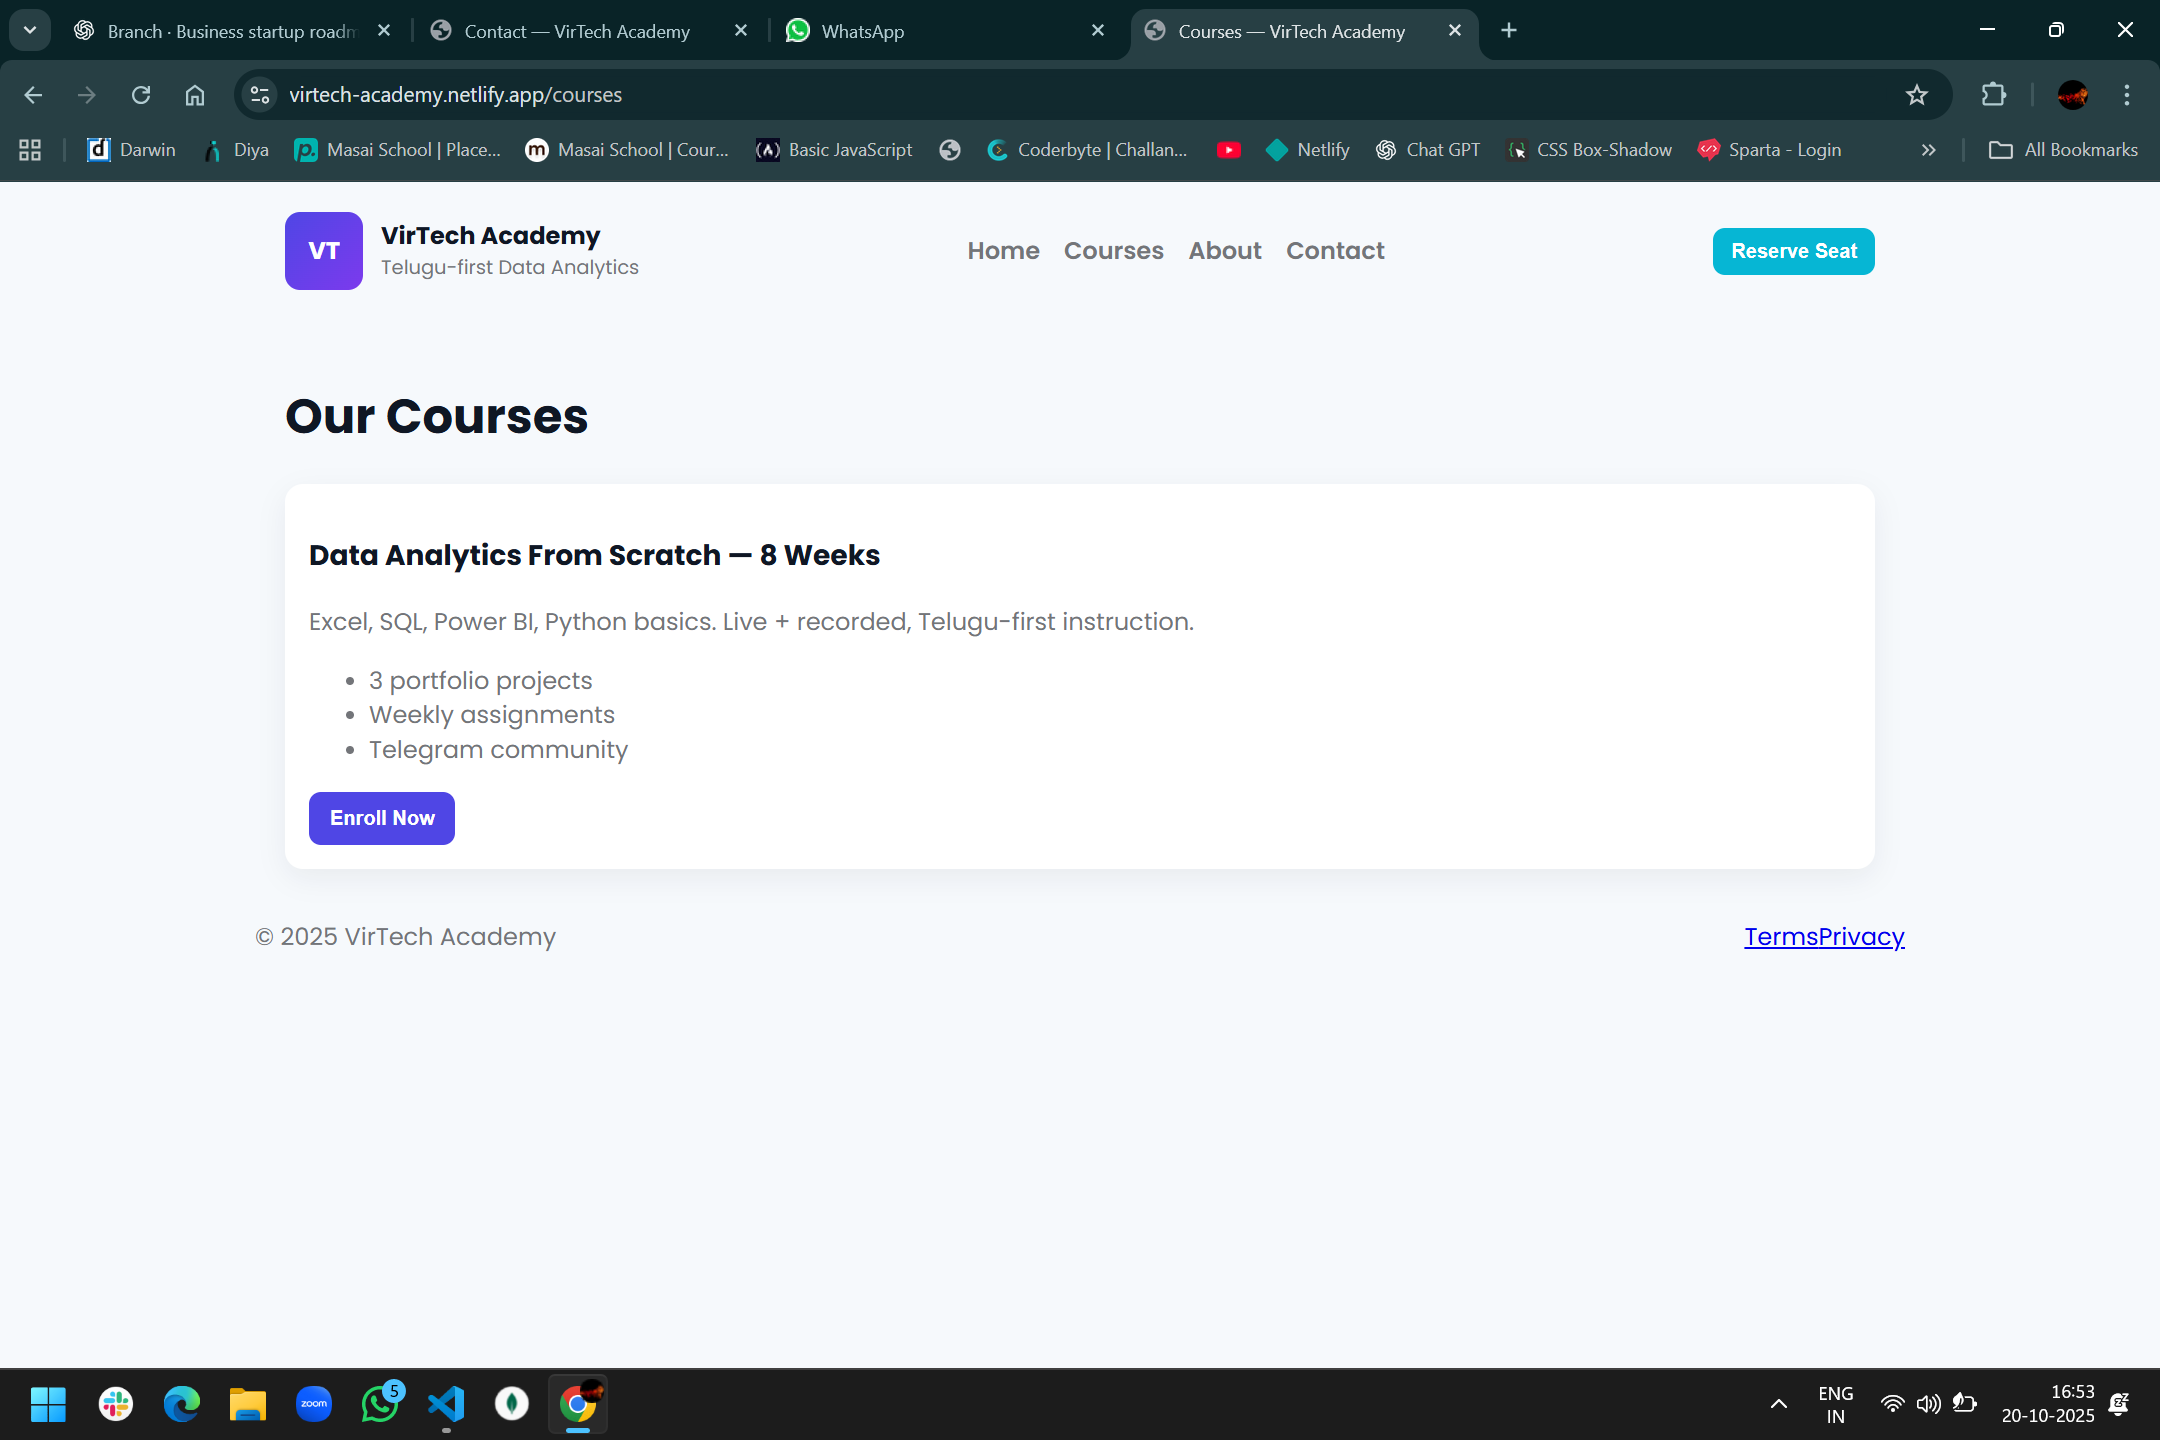 Branch · Business startup roadm
Contact — VirTech Academy
WhatsApp
Courses — VirTech Academy
virtech-academy.netlify.app/courses
Darwin
Diya
Masai School | Place...
Masai School | Cour...
Basic JavaScript
Coderbyte | Challan...
Netlify
Chat GPT
CSS Box-Shadow
Sparta - Login
All Bookmarks
VT
VirTech Academy
Telugu-first Data Analytics
Home
Courses
About
Contact
Reserve Seat
Our Courses
Data Analytics From Scratch — 8 Weeks
Excel, SQL, Power BI, Python basics. Live + recorded, Telugu-first instruction.
3 portfolio projects
Weekly assignments
Telegram community
Enroll Now
© 2025 VirTech Academy
TermsPrivacy
zoom
5
ENG
IN
16:53
20-10-2025